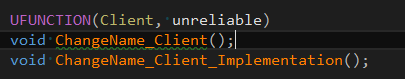 UFUNCTION(Client, unreliable)
void ChangeName_Client();
void ChangeName_Client_Implementation();